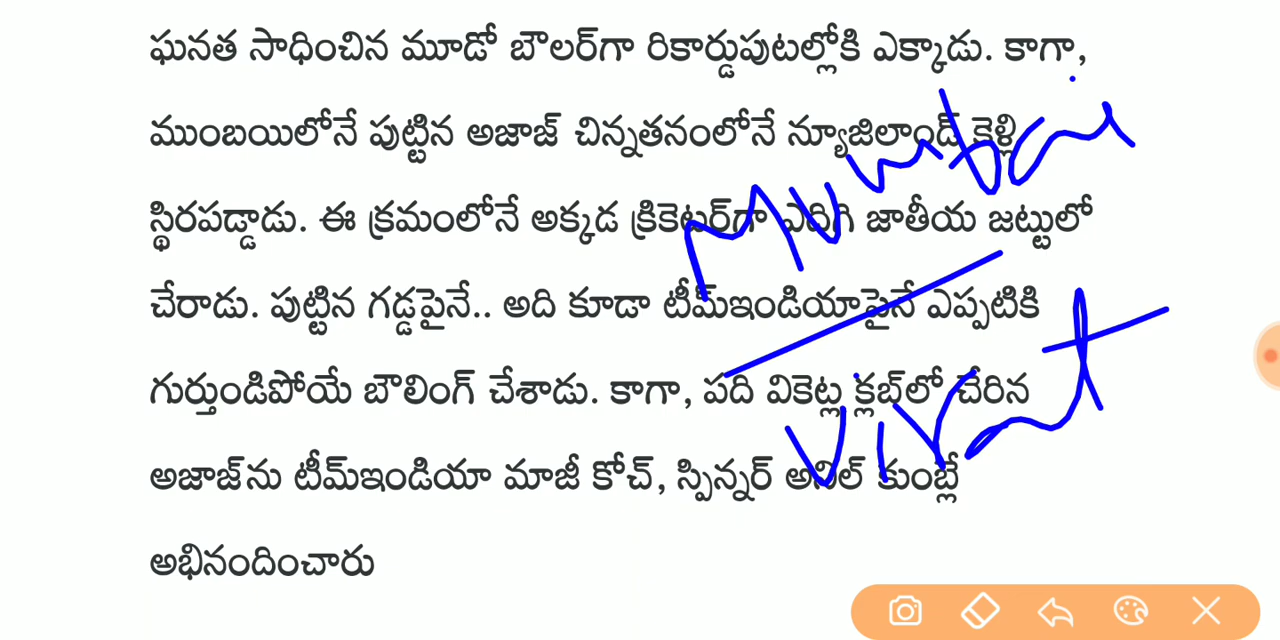 ఘనత సాధించిన మూడో బౌలర్‌గా రికార్డుపుటల్లోకి ఎక్కాడు. కాగా,
ముంబయిలోనే పుట్టిన అజాజ్ చిన్నతనంలోనే న్యూజిలాండ్ కెళ్లి
Mumbai
స్థిరపడ్డాడు. ఈ క్రమంలోనే అక్కడ క్రికెటర్‌గా ఎదిగి జాతీయ జట్టులో
చేరాడు. పుట్టిన గడ్డపైనే.. అది కూడా టీమ్ఇండియాపైనే ఎప్పటికి
గుర్తుండిపోయే బౌలింగ్ చేశాడు. కాగా, పది వికెట్ల క్లబ్‌లో చేరిన
Virat
అజాజ్‌ను టీమ్ఇండియా మాజీ కోచ్, స్పిన్నర్ అనిల్ కుంబ్లే
అభినందించారు